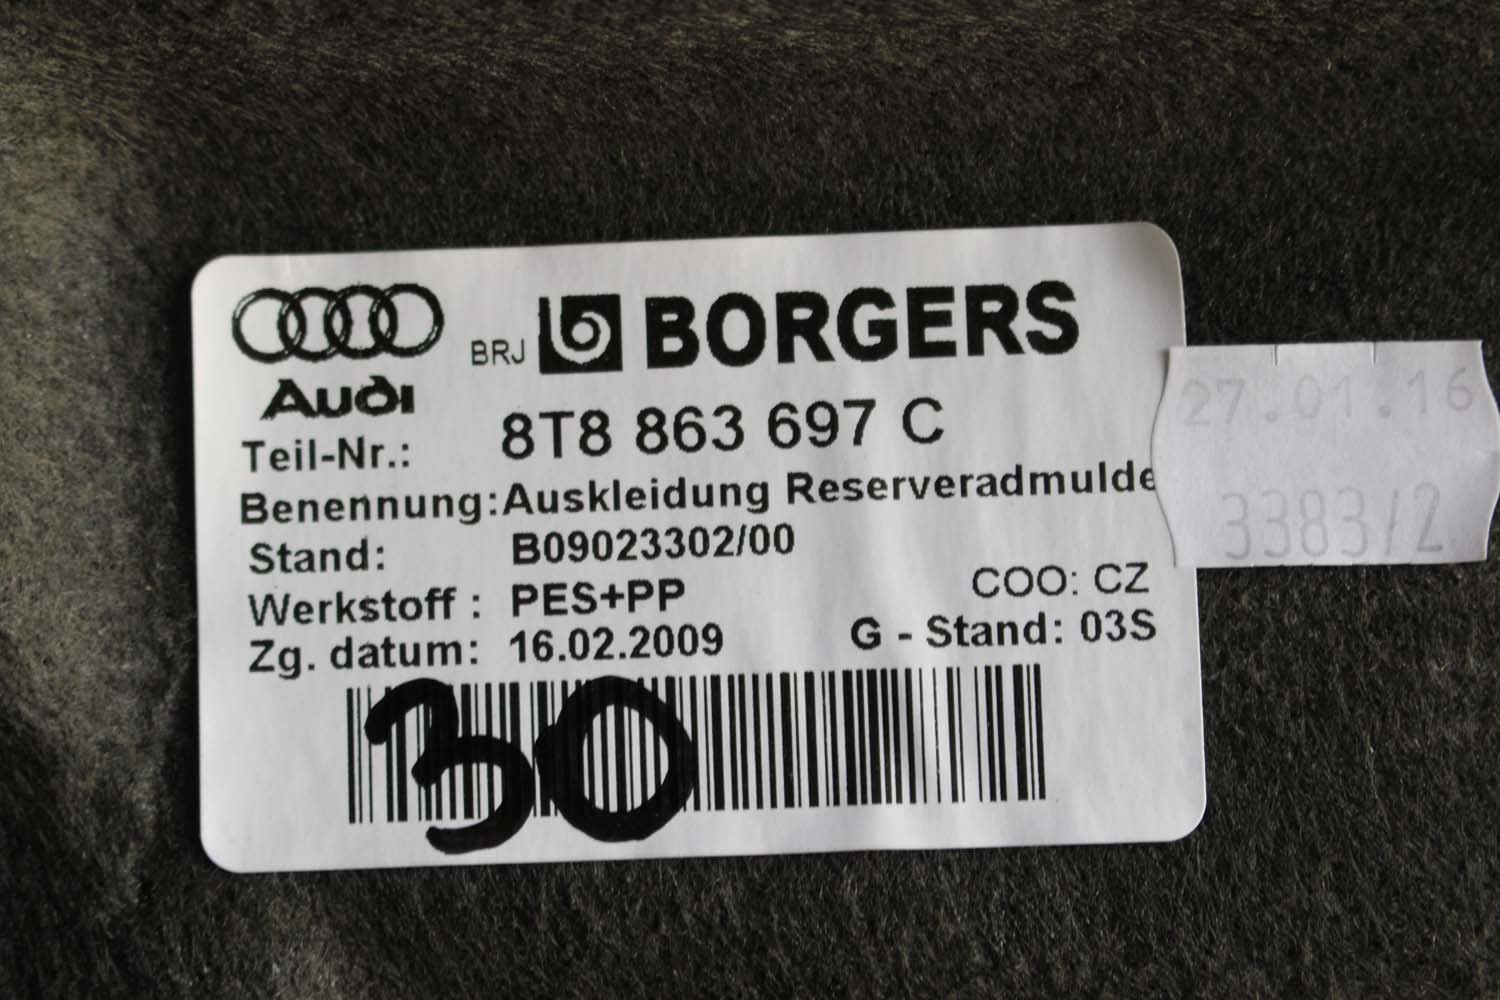 Audi
BRJ BORGERS
Teil-Nr.: 8T8 863 697 C
Benennung: Auskleidung Reserveradmulde
Stand: B09023302/00
Werkstoff : PES+PP
COO: CZ
Zg. datum: 16.02.2009
G - Stand: 03S
30
27.01.16
3383/2